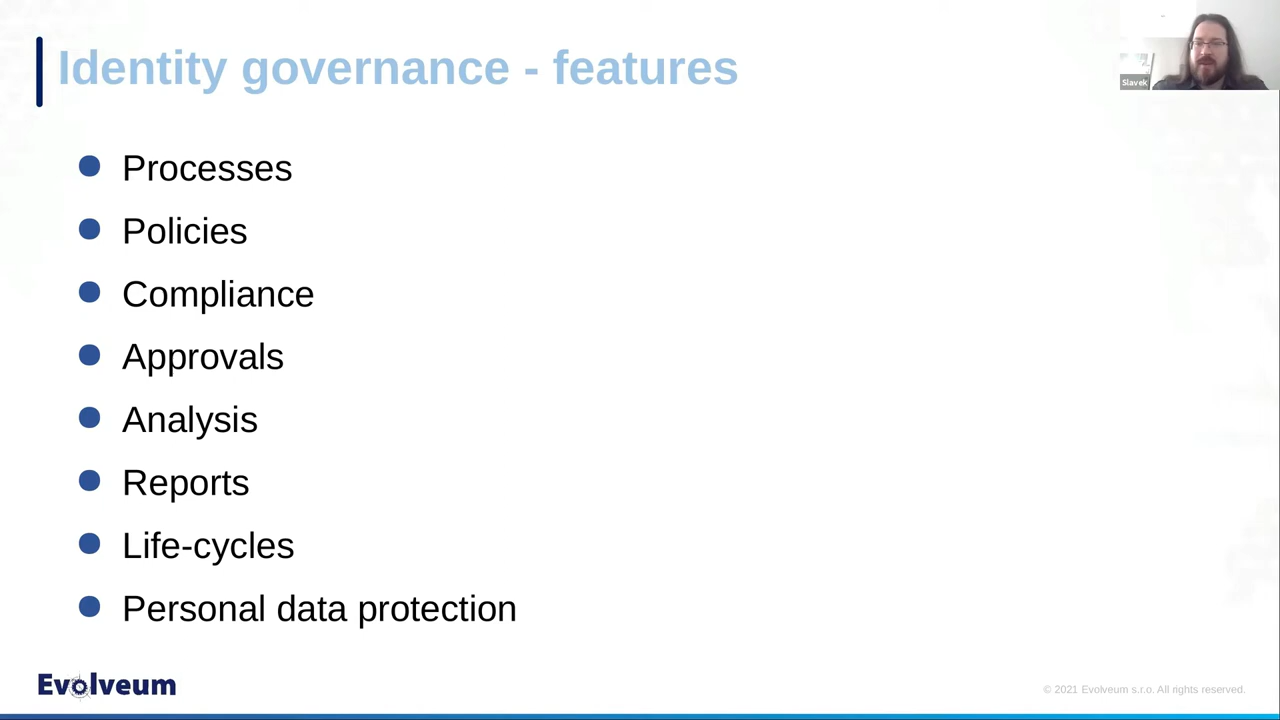 Identity governance - features
Slavek
Processes
Policies
Compliance
Approvals
Analysis
Reports
Life-cycles
Personal data protection
Evolveum
© 2021 Evolveum s.r.o. All rights reserved.